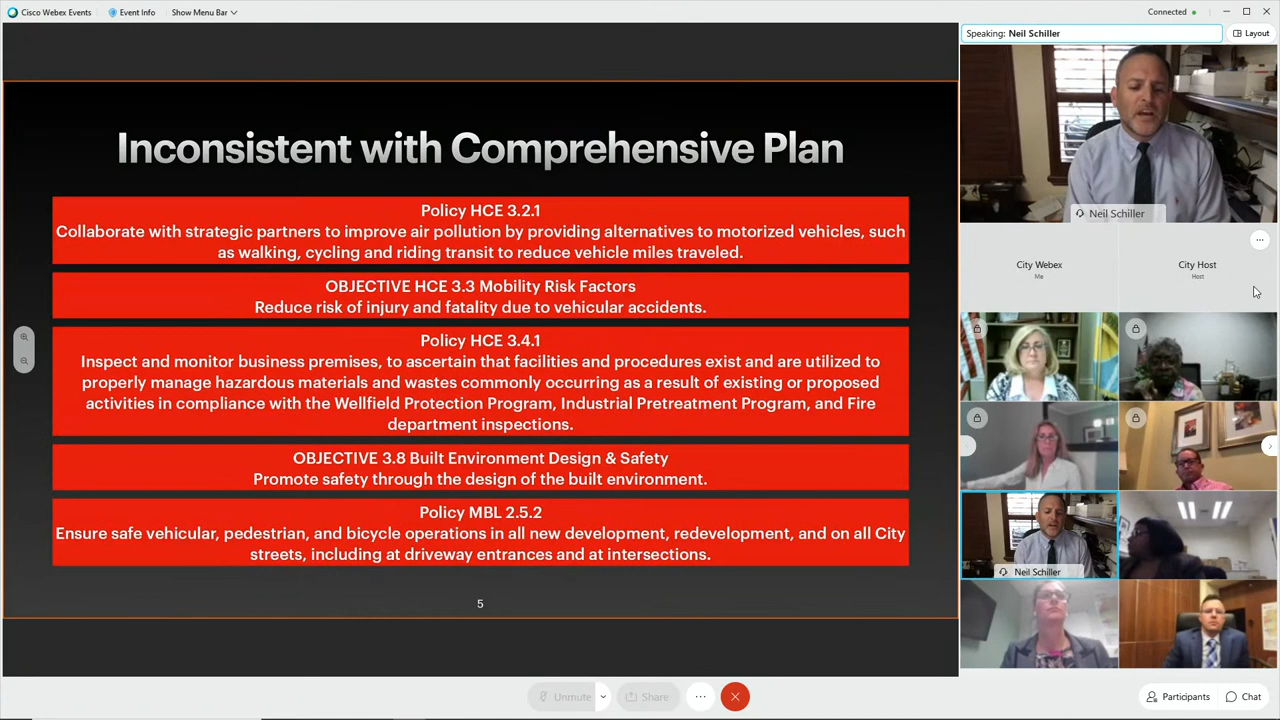 Cisco Webex Events
Event Info
Show Menu Bar
Connected
Speaking: Neil Schiller
Layout
Inconsistent with Comprehensive Plan
Policy HCE 3.2.1
Collaborate with strategic partners to improve air pollution by providing alternatives to motorized vehicles, such
as walking, cycling and riding transit to reduce vehicle miles traveled.
OBJECTIVE HCE 3.3 Mobility Risk Factors
Reduce risk of injury and fatality due to vehicular accidents.
Policy HCE 3.4.1
Inspect and monitor business premises, to ascertain that facilities and procedures exist and are utilized to
properly manage hazardous materials and wastes commonly occurring as a result of existing or proposed
activities in compliance with the Wellfield Protection Program, Industrial Pretreatment Program, and Fire
department inspections.
OBJECTIVE 3.8 Built Environment Design & Safety
Promote safety through the design of the built environment.
Policy MBL 2.5.2
Ensure safe vehicular, pedestrian, and bicycle operations in all new development, redevelopment, and on all City
streets, including at driveway entrances and at intersections.
5
Neil Schiller
City Webex
Me
City Host
Host
Neil Schiller
Unmute
Share
Participants
Chat